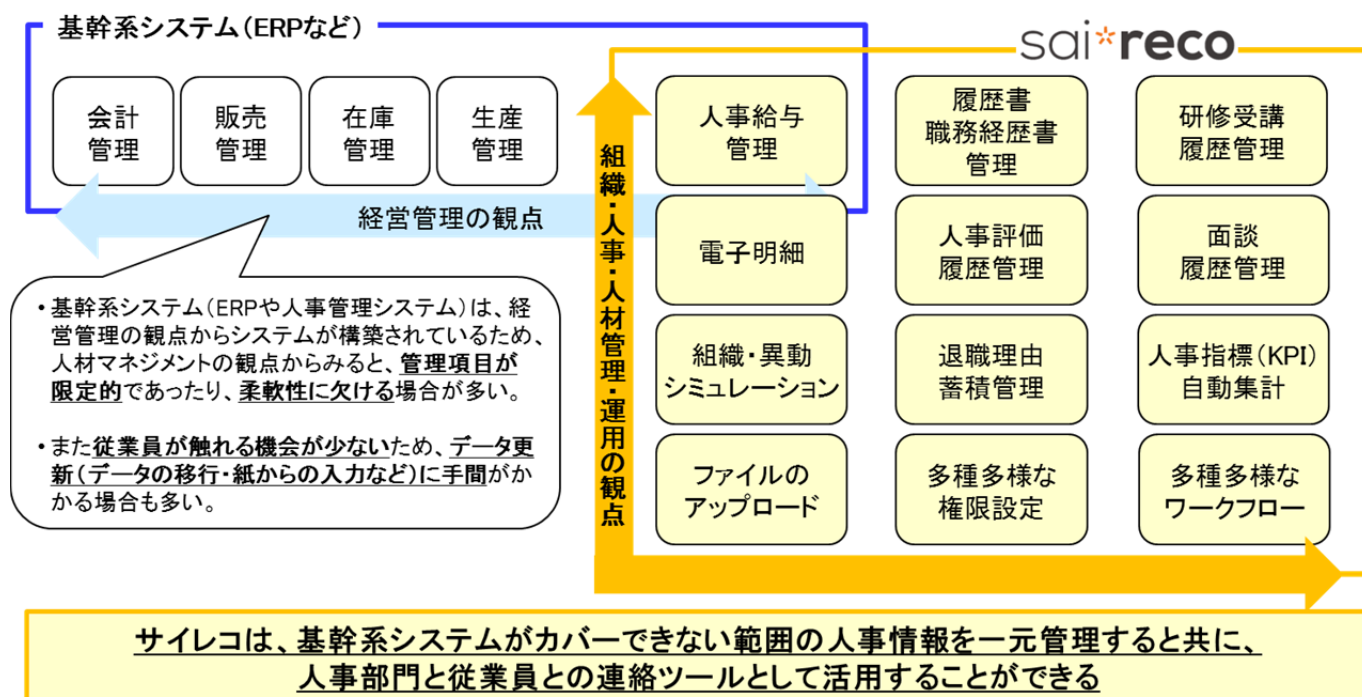 基幹系システム(ERPなど)
sai*reco
会計
管理
販売
管理
在庫
管理
生産
管理
人事給与
管理
履歴書
職務経歴書
管理
研修受講
履歴管理
経営管理の観点
組織・人事・人材管理・運用の観点
電子明細
人事評価
履歴管理
面談
履歴管理
・基幹系システム(ERPや人事管理システム)は、経
営管理の観点からシステムが構築されているため、
人材マネジメントの観点からみると、管理項目が
限定的であったり、柔軟性に欠ける場合が多い。
・また従業員が触れる機会が少ないため、データ更
新(データの移行・紙からの入力など)に手間がか
かる場合も多い。
組織・異動
シミュレーション
退職理由
蓄積管理
人事指標(KPI)
自動集計
ファイルの
アップロード
多種多様な
権限設定
多種多様な
ワークフロー
サイレコは、基幹系システムがカバーできない範囲の人事情報を一元管理すると共に、
人事部門と従業員との連絡ツールとして活用することができる